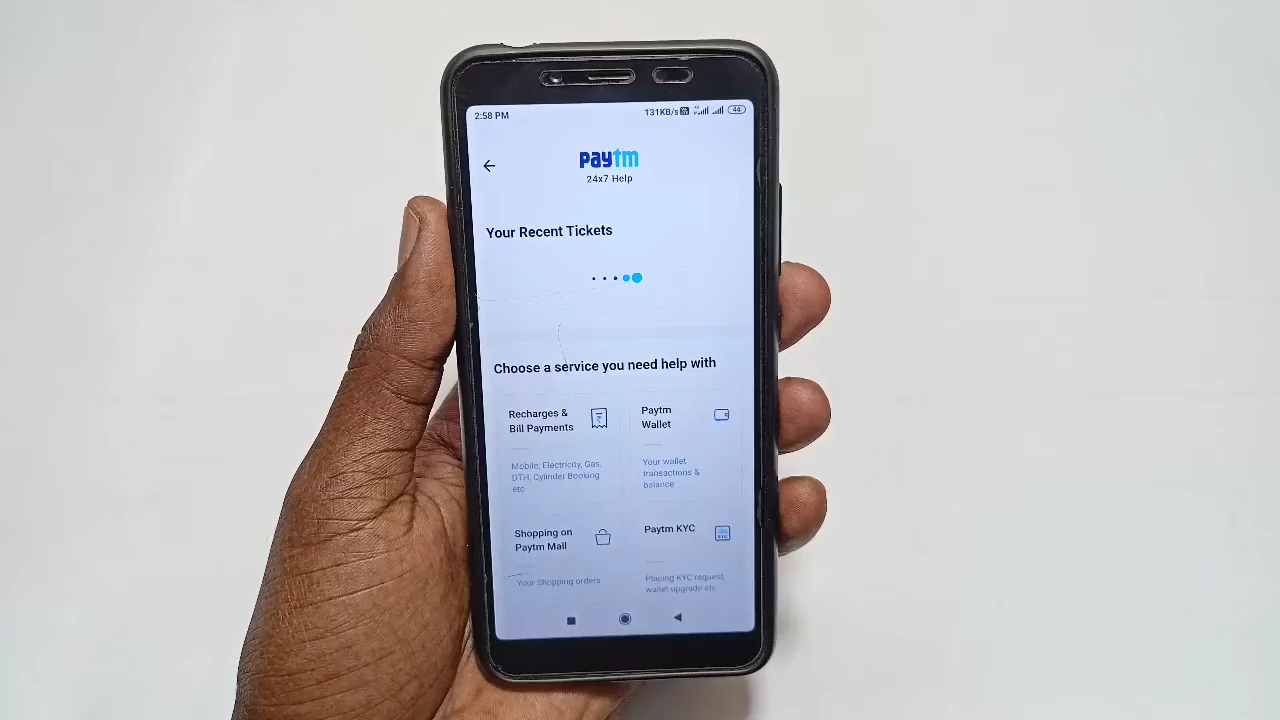 2:58 PM
131KB/s 44
paytm
24x7 Help
Your Recent Tickets
Choose a service you need help with
Recharges &
Bill Payments
Mobile, Electricity, Gas,
DTH, Cylinder Booking
etc
Paytm
Wallet
Your wallet
transactions &
balance
Shopping on
Paytm Mall
Your Shopping orders
Paytm KYC
KYC
Placing KYC request,
wallet upgrade etc